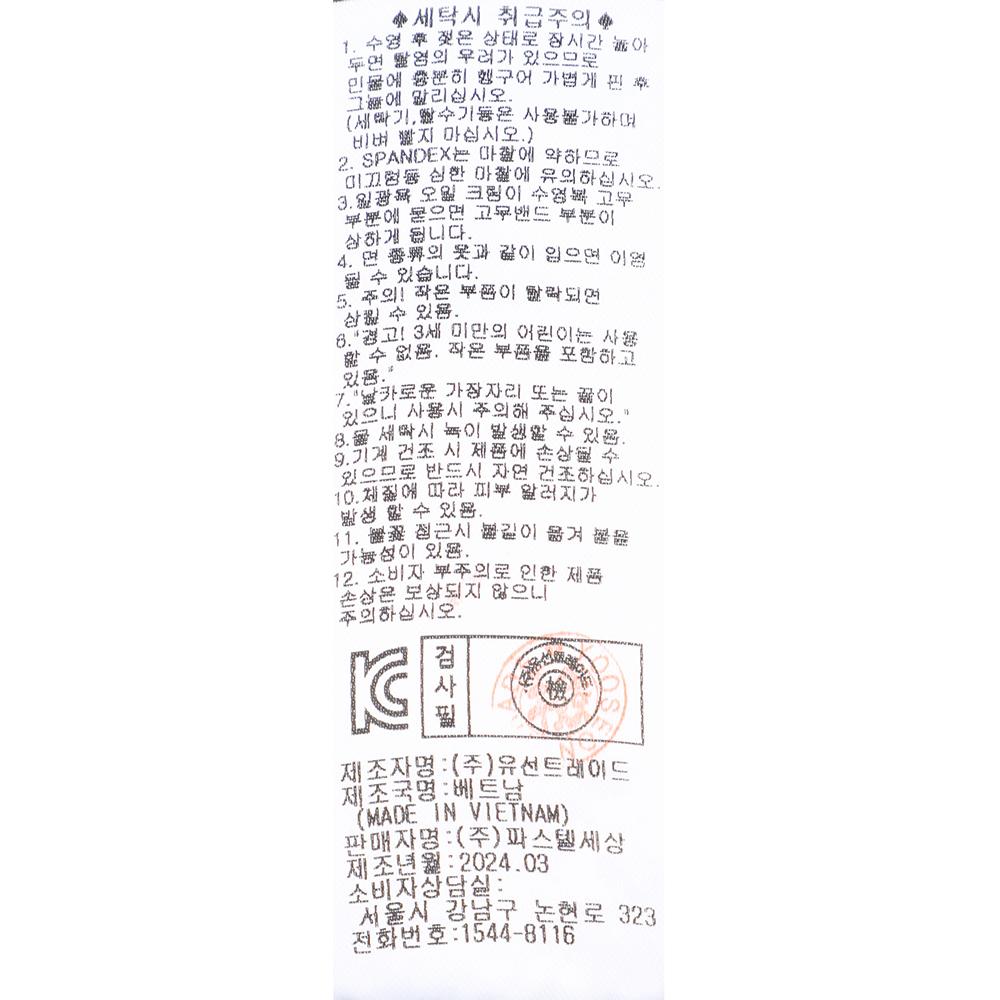 ♠세탁시 취급주의♠
1. 수영 후 젖은 상태로 장시간 놓아
두면 탈염의 우려가 있으므로
민물에 충분히 헹구어 가볍게 핀 후
그늘에 말리십시오.
(세탁기,탈수기등은 사용불가하며
비벼 빨지 마십시오.)
2. SPANDEX는 마찰에 약하므로
미끄럼등 심한 마찰에 유의하십시오.
3.일광욕 오일 크림이 수영복 고무
부분에 묻으면 고무밴드 부분이
상하게 됩니다.
4. 면 종류의 옷과 같이 입으면 이염
될 수 있습니다.
5. 주의! 작은 부품이 탈락되면
삼킬 수 있음.
6."경고! 3세 미만의 어린이는 사용
할 수 없음. 작은 부품을 포함하고
있음."
7."날카로운 가장자리 또는 끝이
있으니 사용시 주의해 주십시오."
8.물 세탁시 녹이 발생할 수 있음.
9.기계 건조 시 제품에 손상될 수
있으므로 반드시 자연 건조하십시오.
10.체질에 따라 피부 알러지가
발생 할 수 있음.
11. 불꽃 접근시 불길이 옮겨 붙을
가능성이 있음.
12. 소비자 부주의로 인한 제품
손상은 보상되지 않으니
주의하십시오.
KC
검사필
(주)유선트레이드
檢
YOOSEON
제조자명:(주)유선트레이드
제조국명:베트남
(MADE IN VIETNAM)
판매자명:(주)파스텔세상
제조년월:2024.03
소비자상담실:
서울시 강남구 논현로 323
전화번호:1544-8116